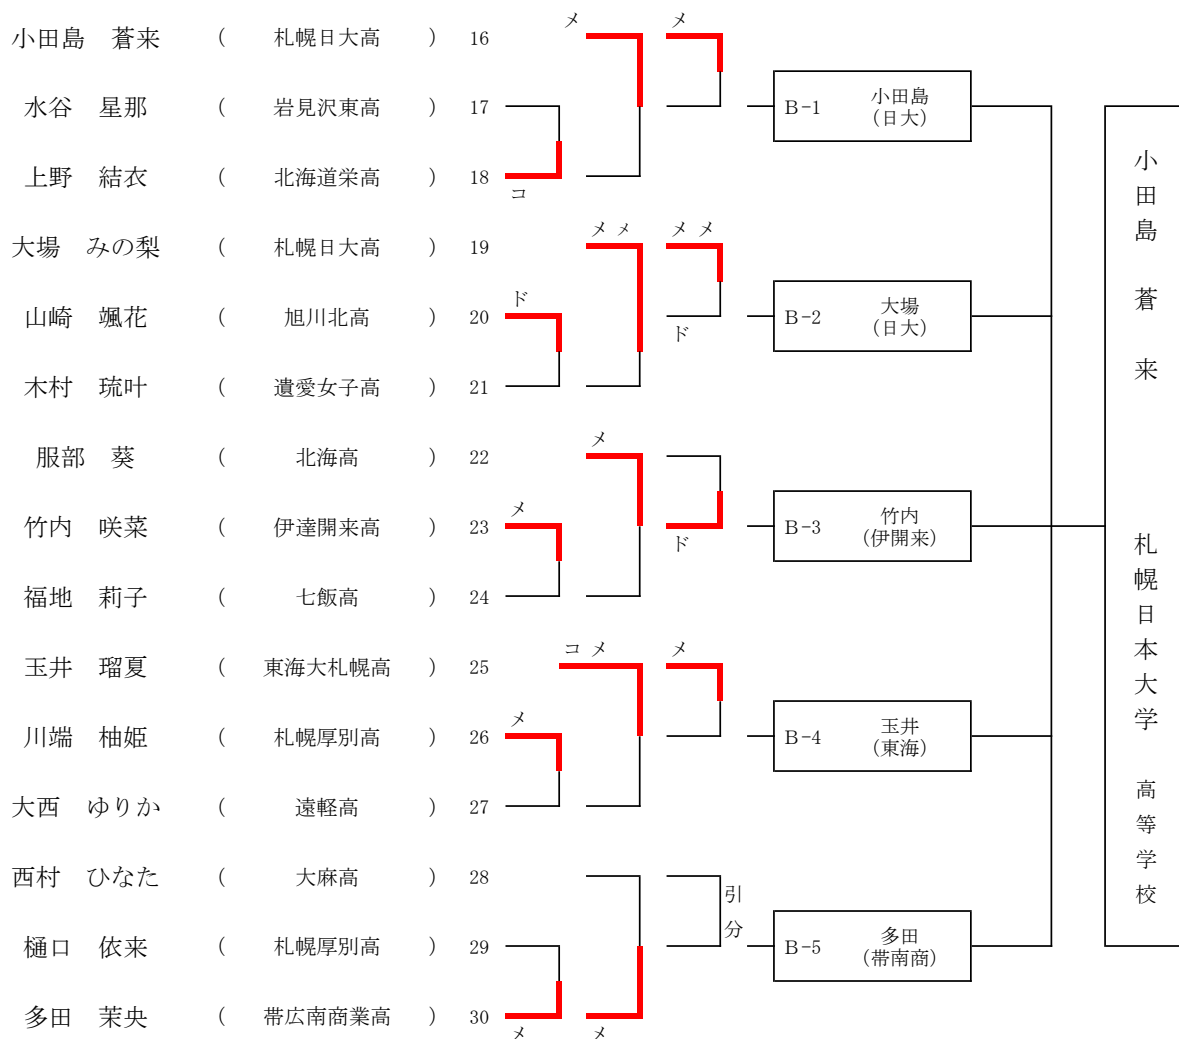 メ メ
小田島 蒼来 ( 札幌日大高 ) 16
水谷 星那 ( 岩見沢東高 ) 17
B-1 小田島
(日大)
上野 結衣 ( 北海道栄高 ) 18
コ
メ メ メ メ
大場 みの梨 ( 札幌日大高 ) 19
ド
山崎 颯花 ( 旭川北高 ) 20
ド
B-2 大場
(日大)
木村 琉叶 ( 遺愛女子高 ) 21
メ
服部 葵 ( 北海高 ) 22
メ
竹内 咲菜 ( 伊達開来高 ) 23
ド
B-3 竹内
(伊開来)
福地 莉子 ( 七飯高 ) 24
コ メ メ
玉井 瑠夏 ( 東海大札幌高 ) 25
メ
川端 柚姫 ( 札幌厚別高 ) 26
B-4 玉井
(東海)
大西 ゆりか ( 遠軽高 ) 27
西村 ひなた ( 大麻高 ) 28
引分
樋口 依来 ( 札幌厚別高 ) 29
B-5 多田
(帯南商)
多田 茉央 ( 帯広南商業高 ) 30
メ メ
小田島 蒼来
札幌日本大学 高等学校